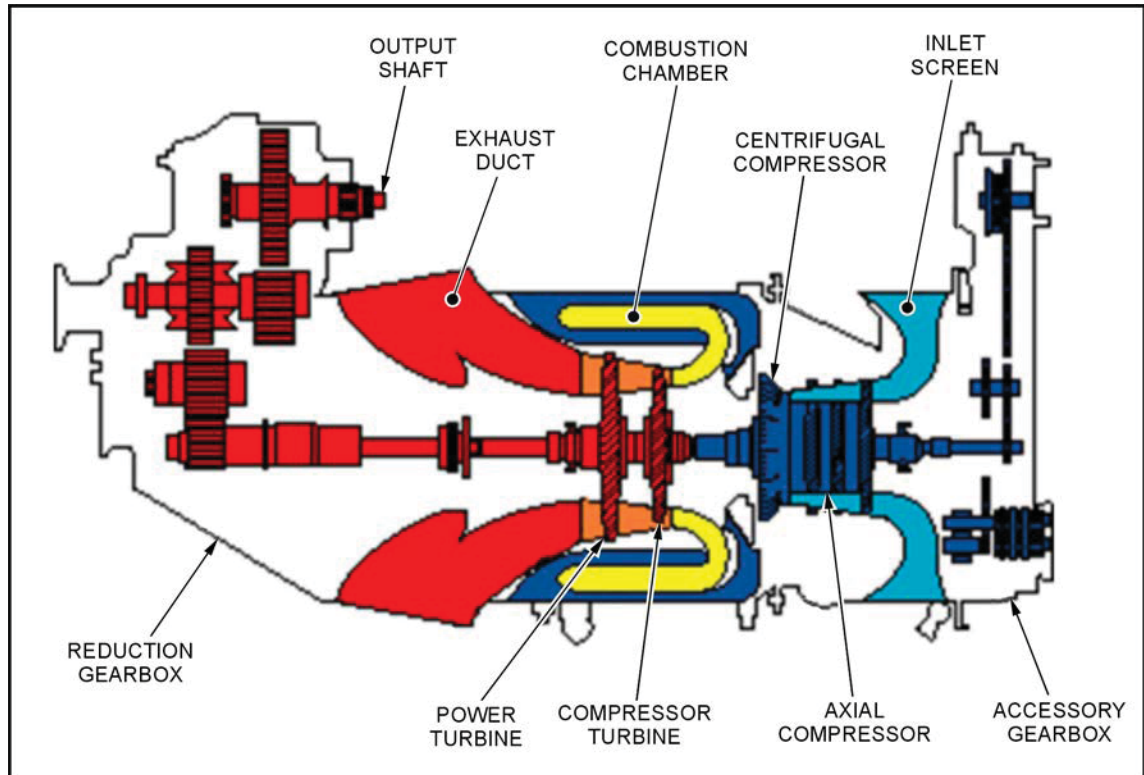 OUTPUT
SHAFT
COMBUSTION
CHAMBER
INLET
SCREEN
EXHAUST
DUCT
CENTRIFUGAL
COMPRESSOR
REDUCTION
GEARBOX
POWER
TURBINE
COMPRESSOR
TURBINE
AXIAL
COMPRESSOR
ACCESSORY
GEARBOX